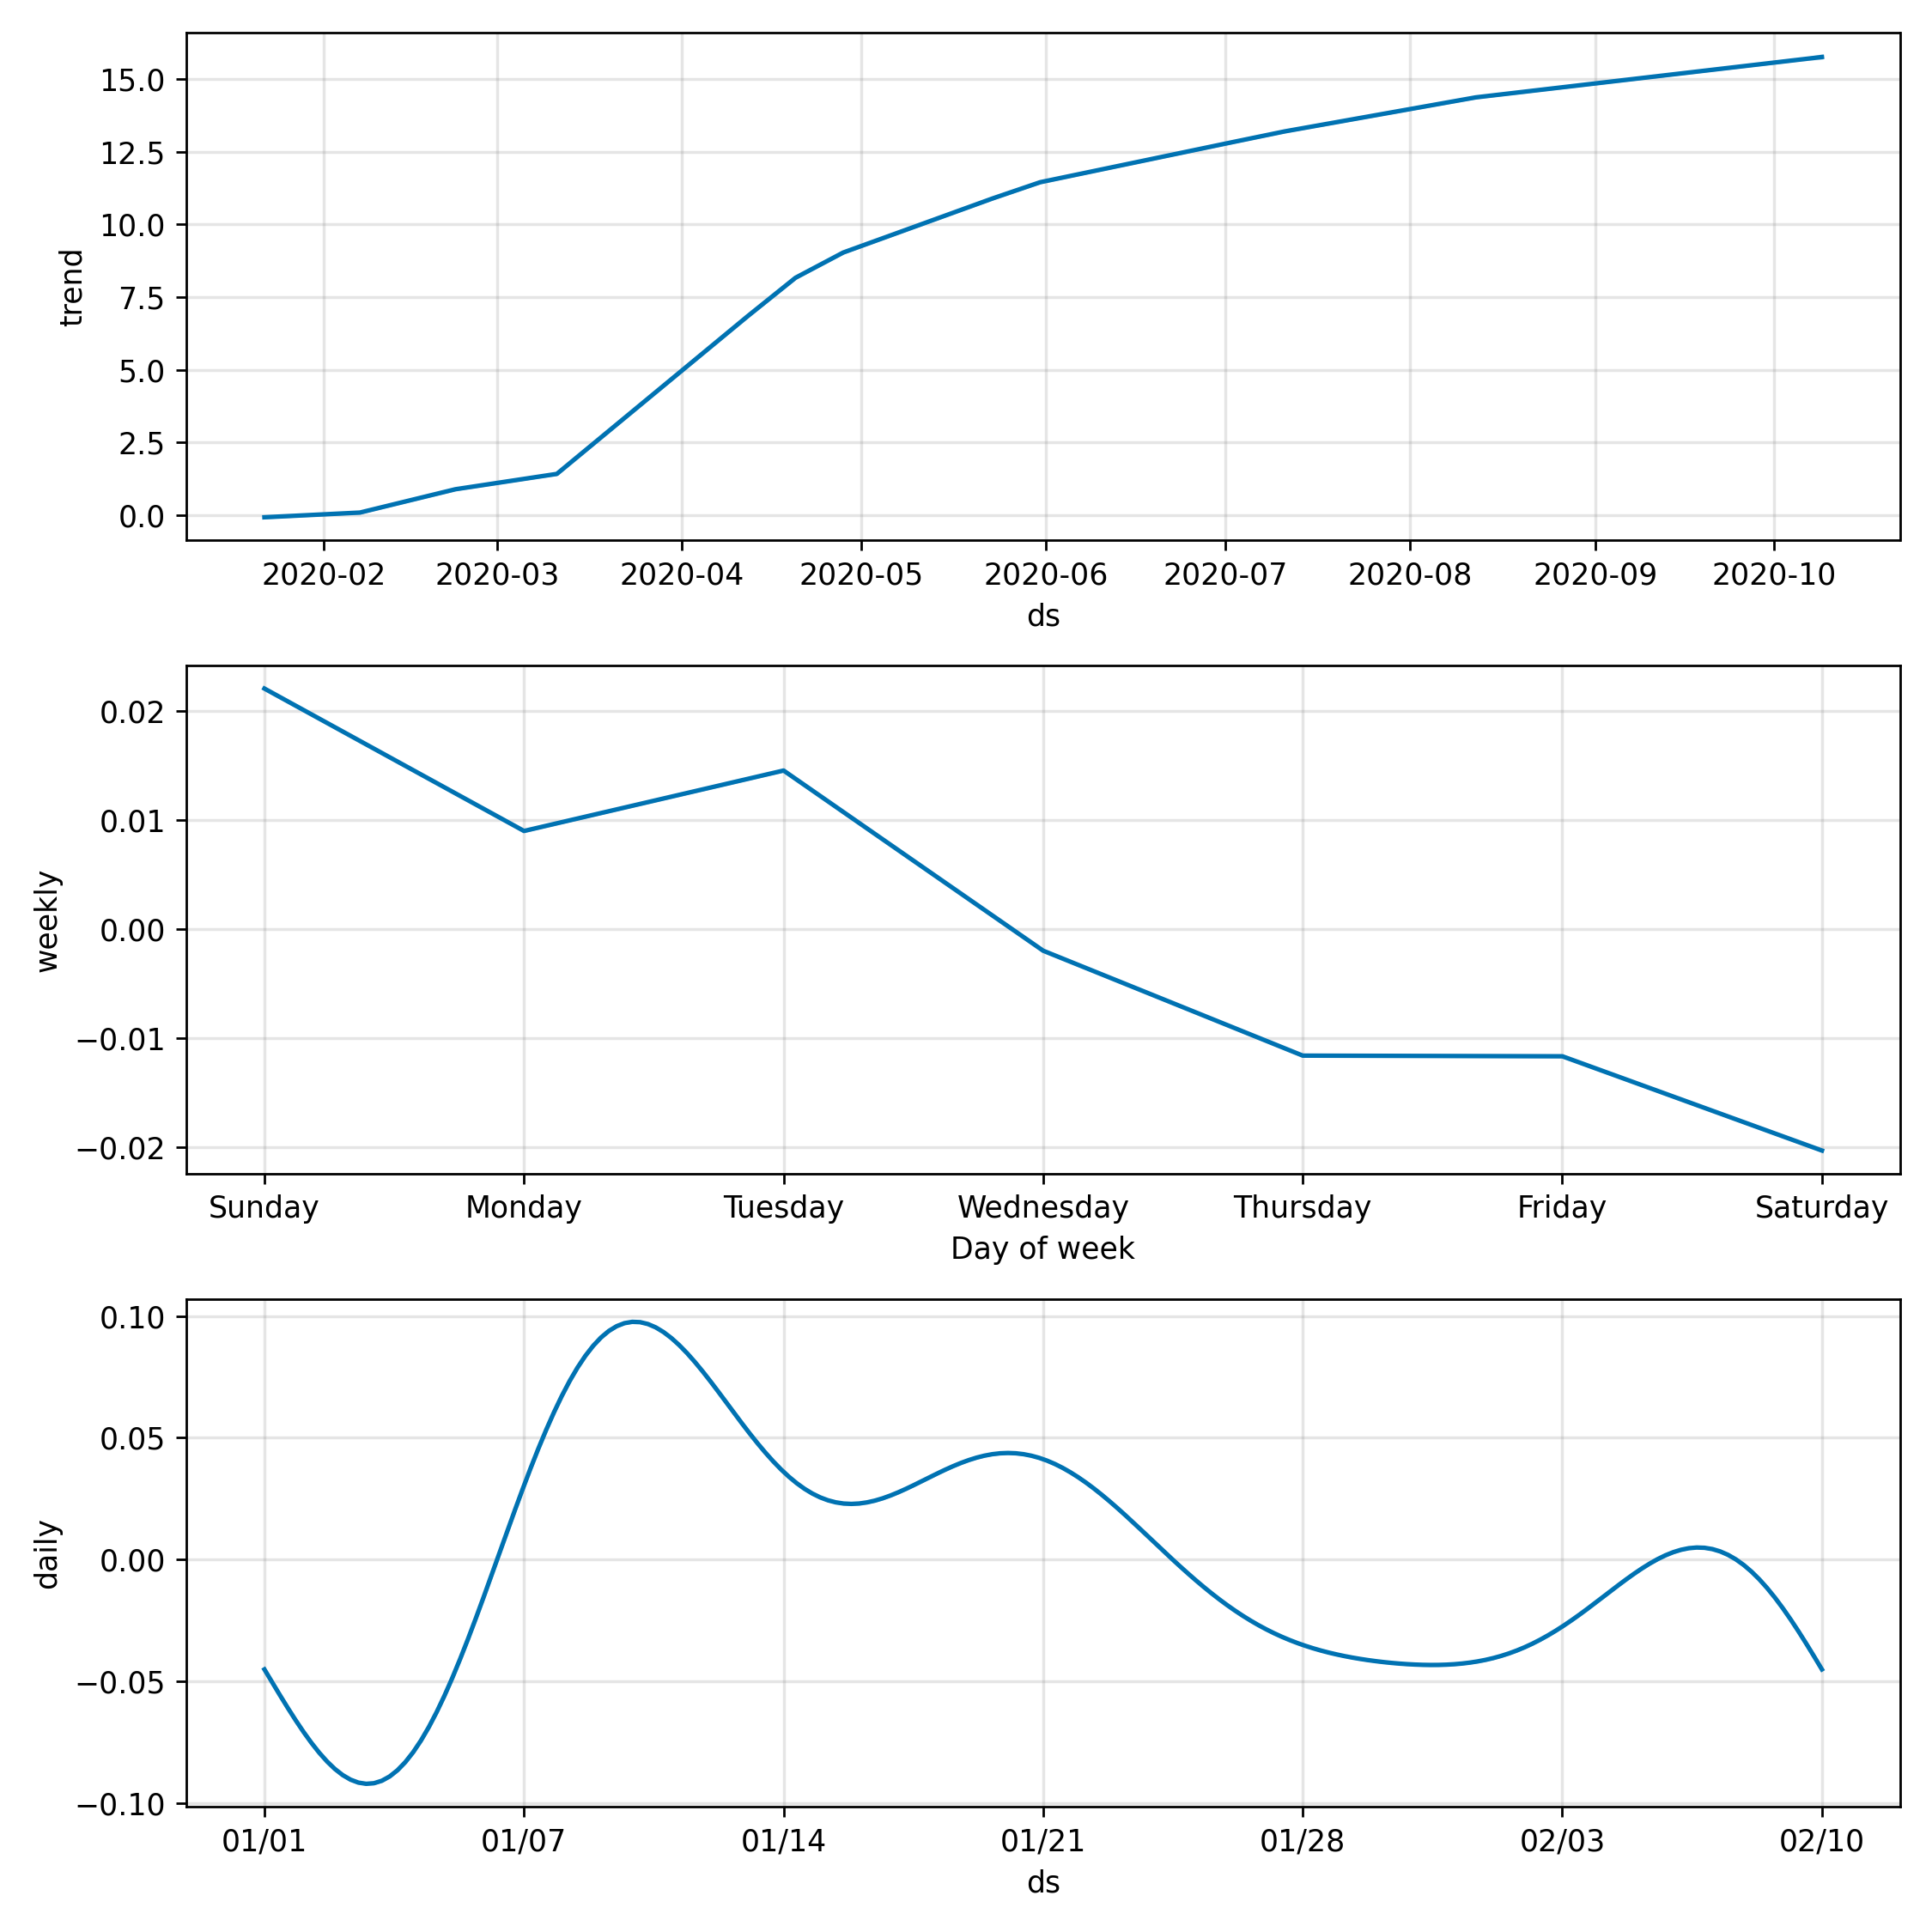 trend
15.0
12.5
10.0
7.5
5.0
2.5
0.0
2020-02 2020-03 2020-04 2020-05 2020-06 2020-07 2020-08 2020-09 2020-10
ds
weekly
0.02
0.01
0.00
−0.01
−0.02
Sunday Monday Tuesday Wednesday Thursday Friday Saturday
Day of week
daily
0.10
0.05
0.00
−0.05
−0.10
01/01 01/07 01/14 01/21 01/28 02/03 02/10
ds